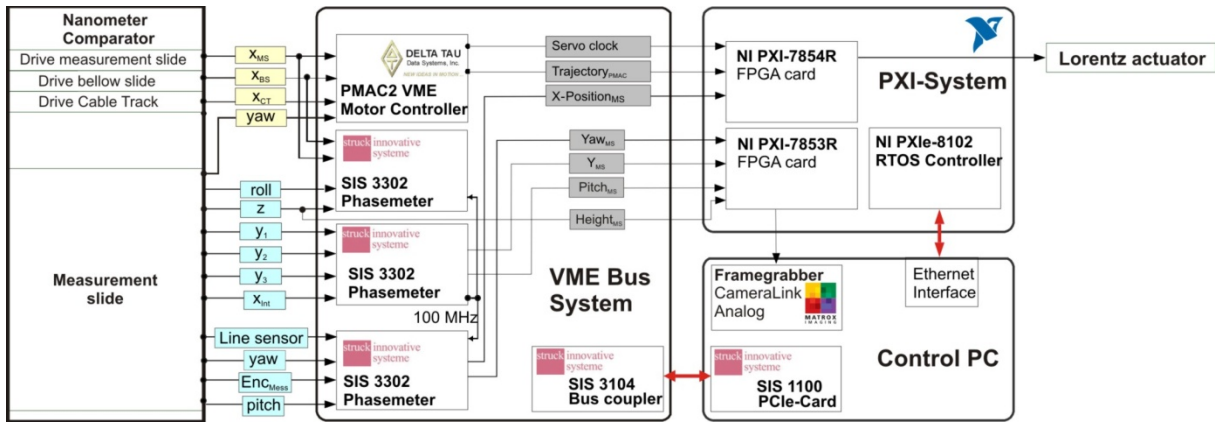 Nanometer
Comparator
Drive measurement slide
Drive bellow slide
Drive Cable Track
Measurement
slide
xMS
xBS
xCT
yaw
roll
z
y1
y2
y3
xInt
Line sensor
yaw
EncMess
pitch
DELTA TAU
Data Systems, Inc.
NEW IDEAS IN MOTION...
PMAC2 VME
Motor Controller
struck innovative
systeme
SIS 3302
Phasemeter
struck innovative
systeme
SIS 3302
Phasemeter
100 MHz
struck innovative
systeme
SIS 3302
Phasemeter
Servo clock
TrajectoryPMAC
X-PositionMS
YawMS
YMS
PitchMS
HeightMS
VME Bus
System
struck innovative
systeme
SIS 3104
Bus coupler
NI PXI-7854R
FPGA card
PXI-System
NI PXI-7853R
FPGA card
NI PXIe-8102
RTOS Controller
Lorentz actuator
Framegrabber
CameraLink
Analog
MATROX
IMAGING
Ethernet
Interface
Control PC
struck innovative
systeme
SIS 1100
PCIe-Card